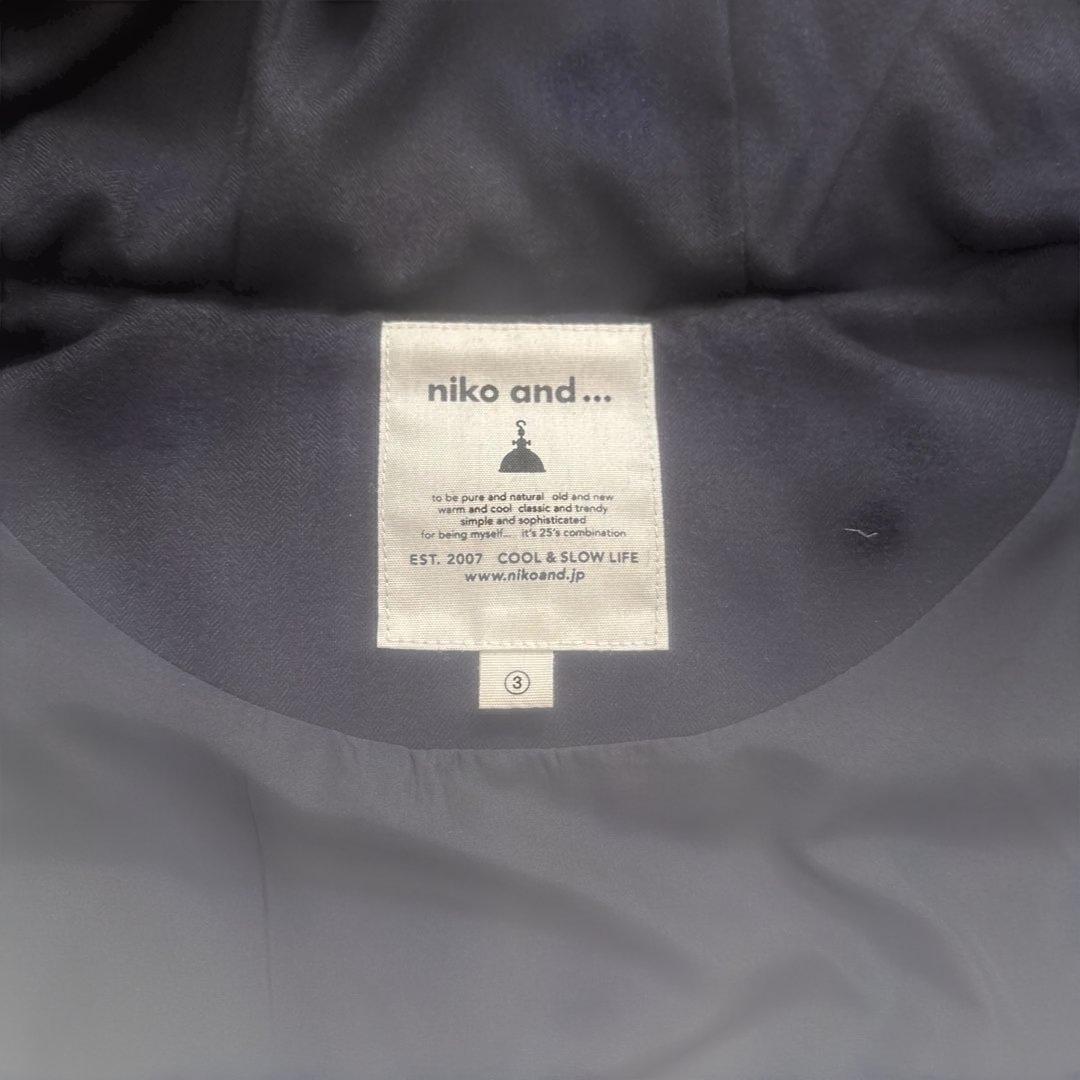 niko and...
to be pure and natural old and new
warm and cool classic and trendy
simple and sophisticated
for being myself... it's 25's combination
EST. 2007 COOL & SLOW LIFE
www.nikoand.jp
3